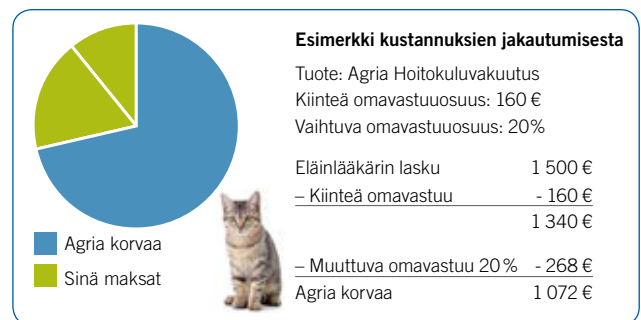 Esimerkki kustannuksien jakautumisesta
Tuote: Agria Hoitokuluvakuutus
Kiinteä omavastuuosuus: 160 €
Vaihtuva omavastuuosuus: 20%
Eläinlääkärin lasku 1 500 €
– Kiinteä omavastuu - 160 €
1 340 €
– Muuttuva omavastuu 20% - 268 €
Agria korvaa 1 072 €
Agria korvaa
Sinä maksat